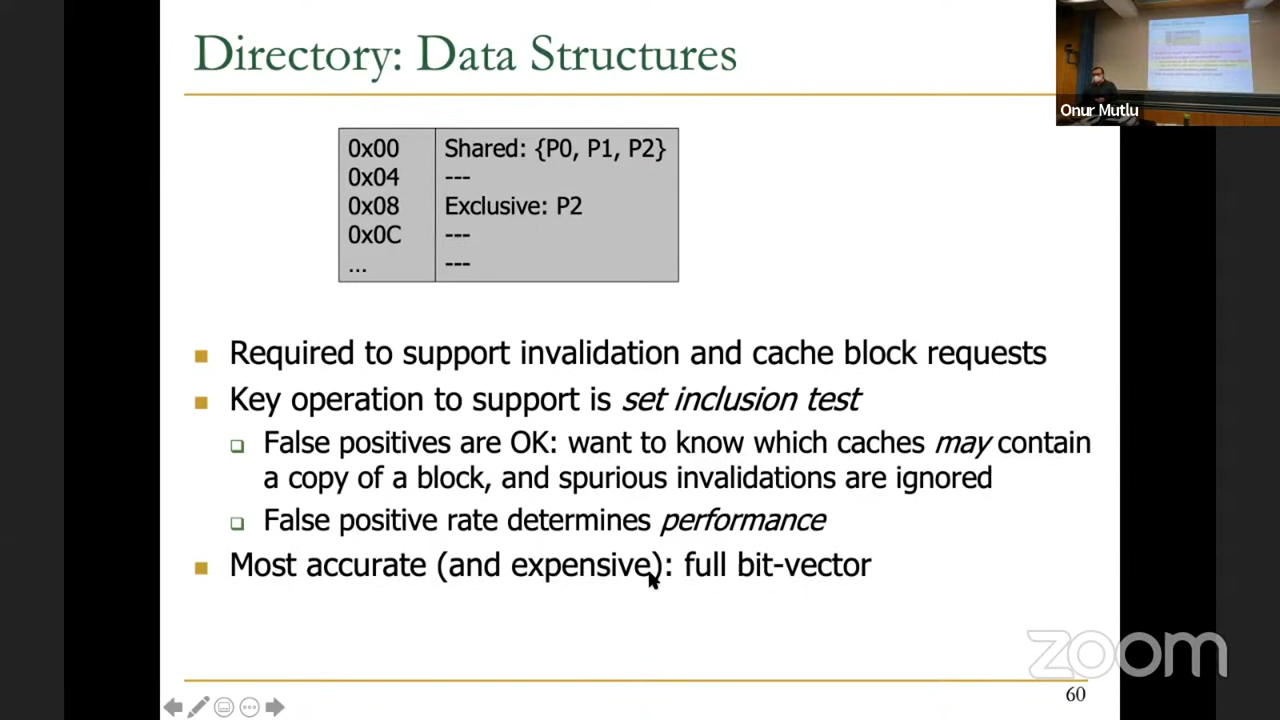 Directory: Data Structures
Onur Mutlu
0x00 Shared: {P0, P1, P2}
0x04 ---
0x08 Exclusive: P2
0x0C ---
... ---
Required to support invalidation and cache block requests
Key operation to support is set inclusion test
False positives are OK: want to know which caches may contain
a copy of a block, and spurious invalidations are ignored
False positive rate determines performance
Most accurate (and expensive): full bit-vector
zoom
60